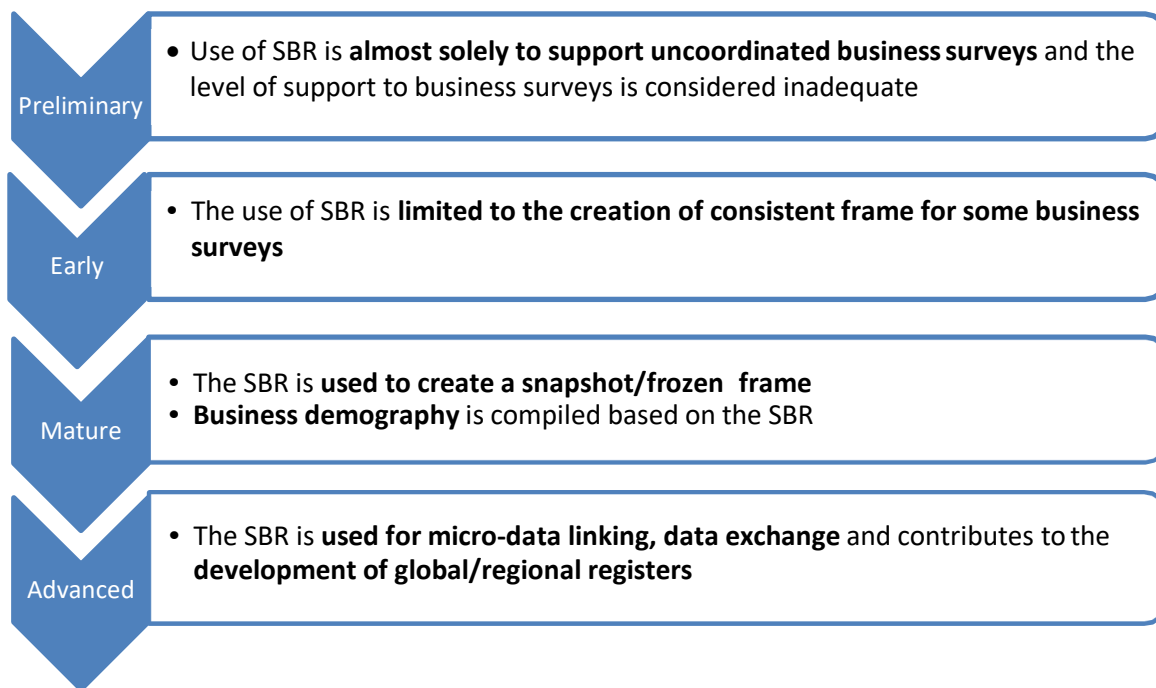 Preliminary
• Use of SBR is almost solely to support uncoordinated business surveys and the
level of support to business surveys is considered inadequate
Early
• The use of SBR is limited to the creation of consistent frame for some business
surveys
Mature
• The SBR is used to create a snapshot/frozen frame
• Business demography is compiled based on the SBR
Advanced
• The SBR is used for micro-data linking, data exchange and contributes to the
development of global/regional registers